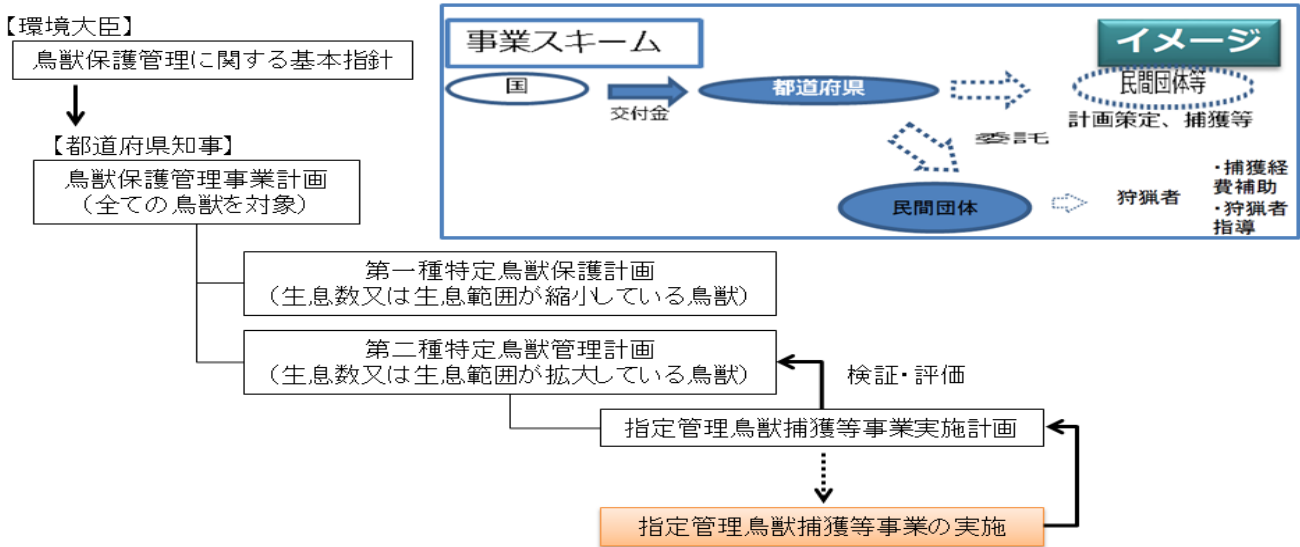 【環境大臣】
鳥獣保護管理に関する基本指針
【都道府県知事】
鳥獣保護管理事業計画
（全ての鳥獣を対象）
事業スキーム
イメージ
国
交付金
都道府県
民間団体等
計画策定、捕獲等
委託
民間団体
狩猟者
・捕獲経
費補助
・狩猟者
指導
第一種特定鳥獣保護計画
（生息数又は生息範囲が縮小している鳥獣）
第二種特定鳥獣管理計画
（生息数又は生息範囲が拡大している鳥獣）
検証・評価
指定管理鳥獣捕獲等事業実施計画
指定管理鳥獣捕獲等事業の実施